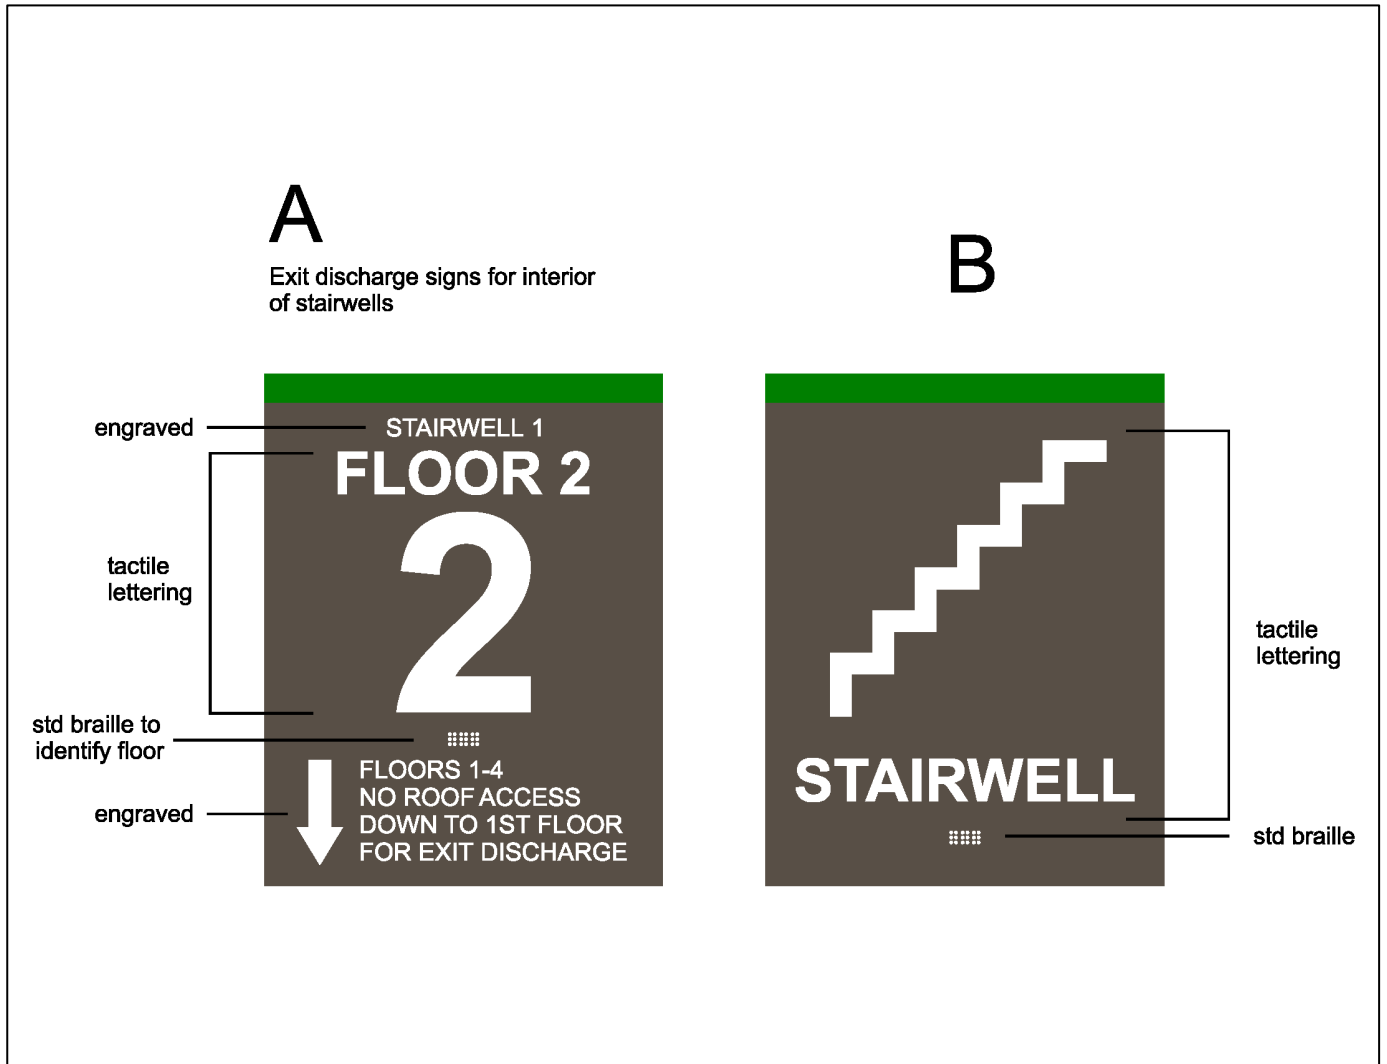 A
Exit discharge signs for interior
of stairwells
engraved
STAIRWELL 1
FLOOR 2
2
tactile
lettering
std braille to
identify floor
engraved
FLOORS 1-4
NO ROOF ACCESS
DOWN TO 1ST FLOOR
FOR EXIT DISCHARGE
B
tactile
lettering
STAIRWELL
std braille